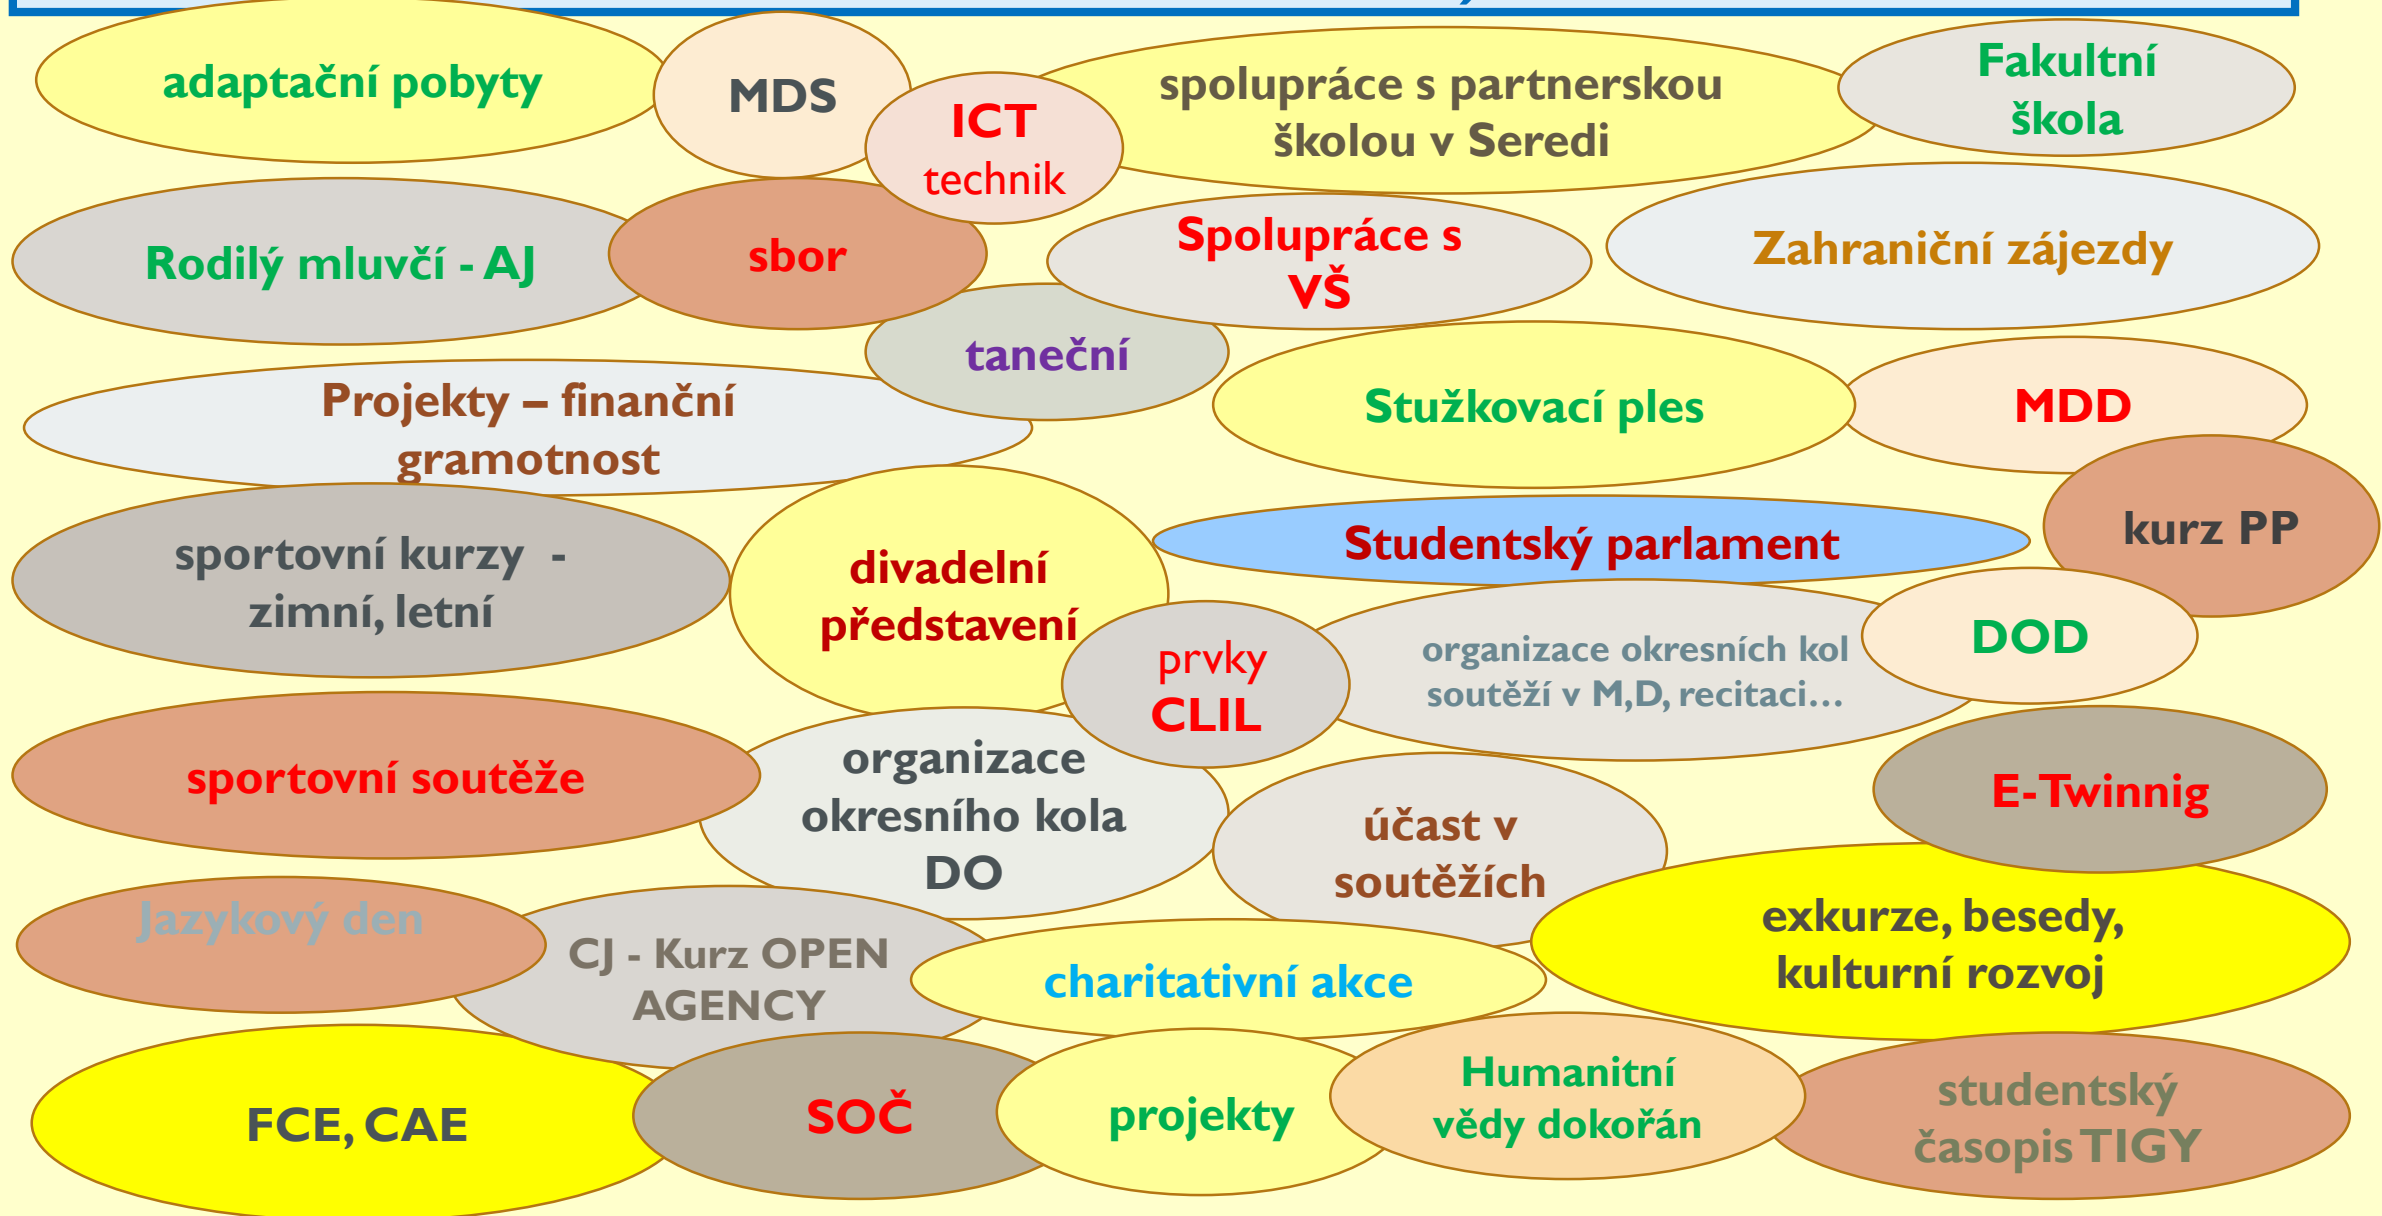 adaptační pobyty
MDS
ICT
technik
spolupráce s partnerskou
školou v Seredi
Fakultní
škola
Rodilý mluvčí - AJ
sbor
Spolupráce s
VŠ
Zahraniční zájezdy
taneční
Projekty – finanční
gramotnost
Stužkovací ples
MDD
kurz PP
sportovní kurzy -
zimní, letní
divadelní
představení
Studentský parlament
prvky
CLIL
organizace okresních kol
soutěží v M,D, recitaci...
DOD
sportovní soutěže
organizace
okresního kola
DO
účast v
soutěžích
E-Twinnig
Jazykový den
CJ - Kurz OPEN
AGENCY
charitativní akce
exkurze, besedy,
kulturní rozvoj
FCE, CAE
SOČ
projekty
Humanitní
vědy dokořán
studentský
časopis TIGY